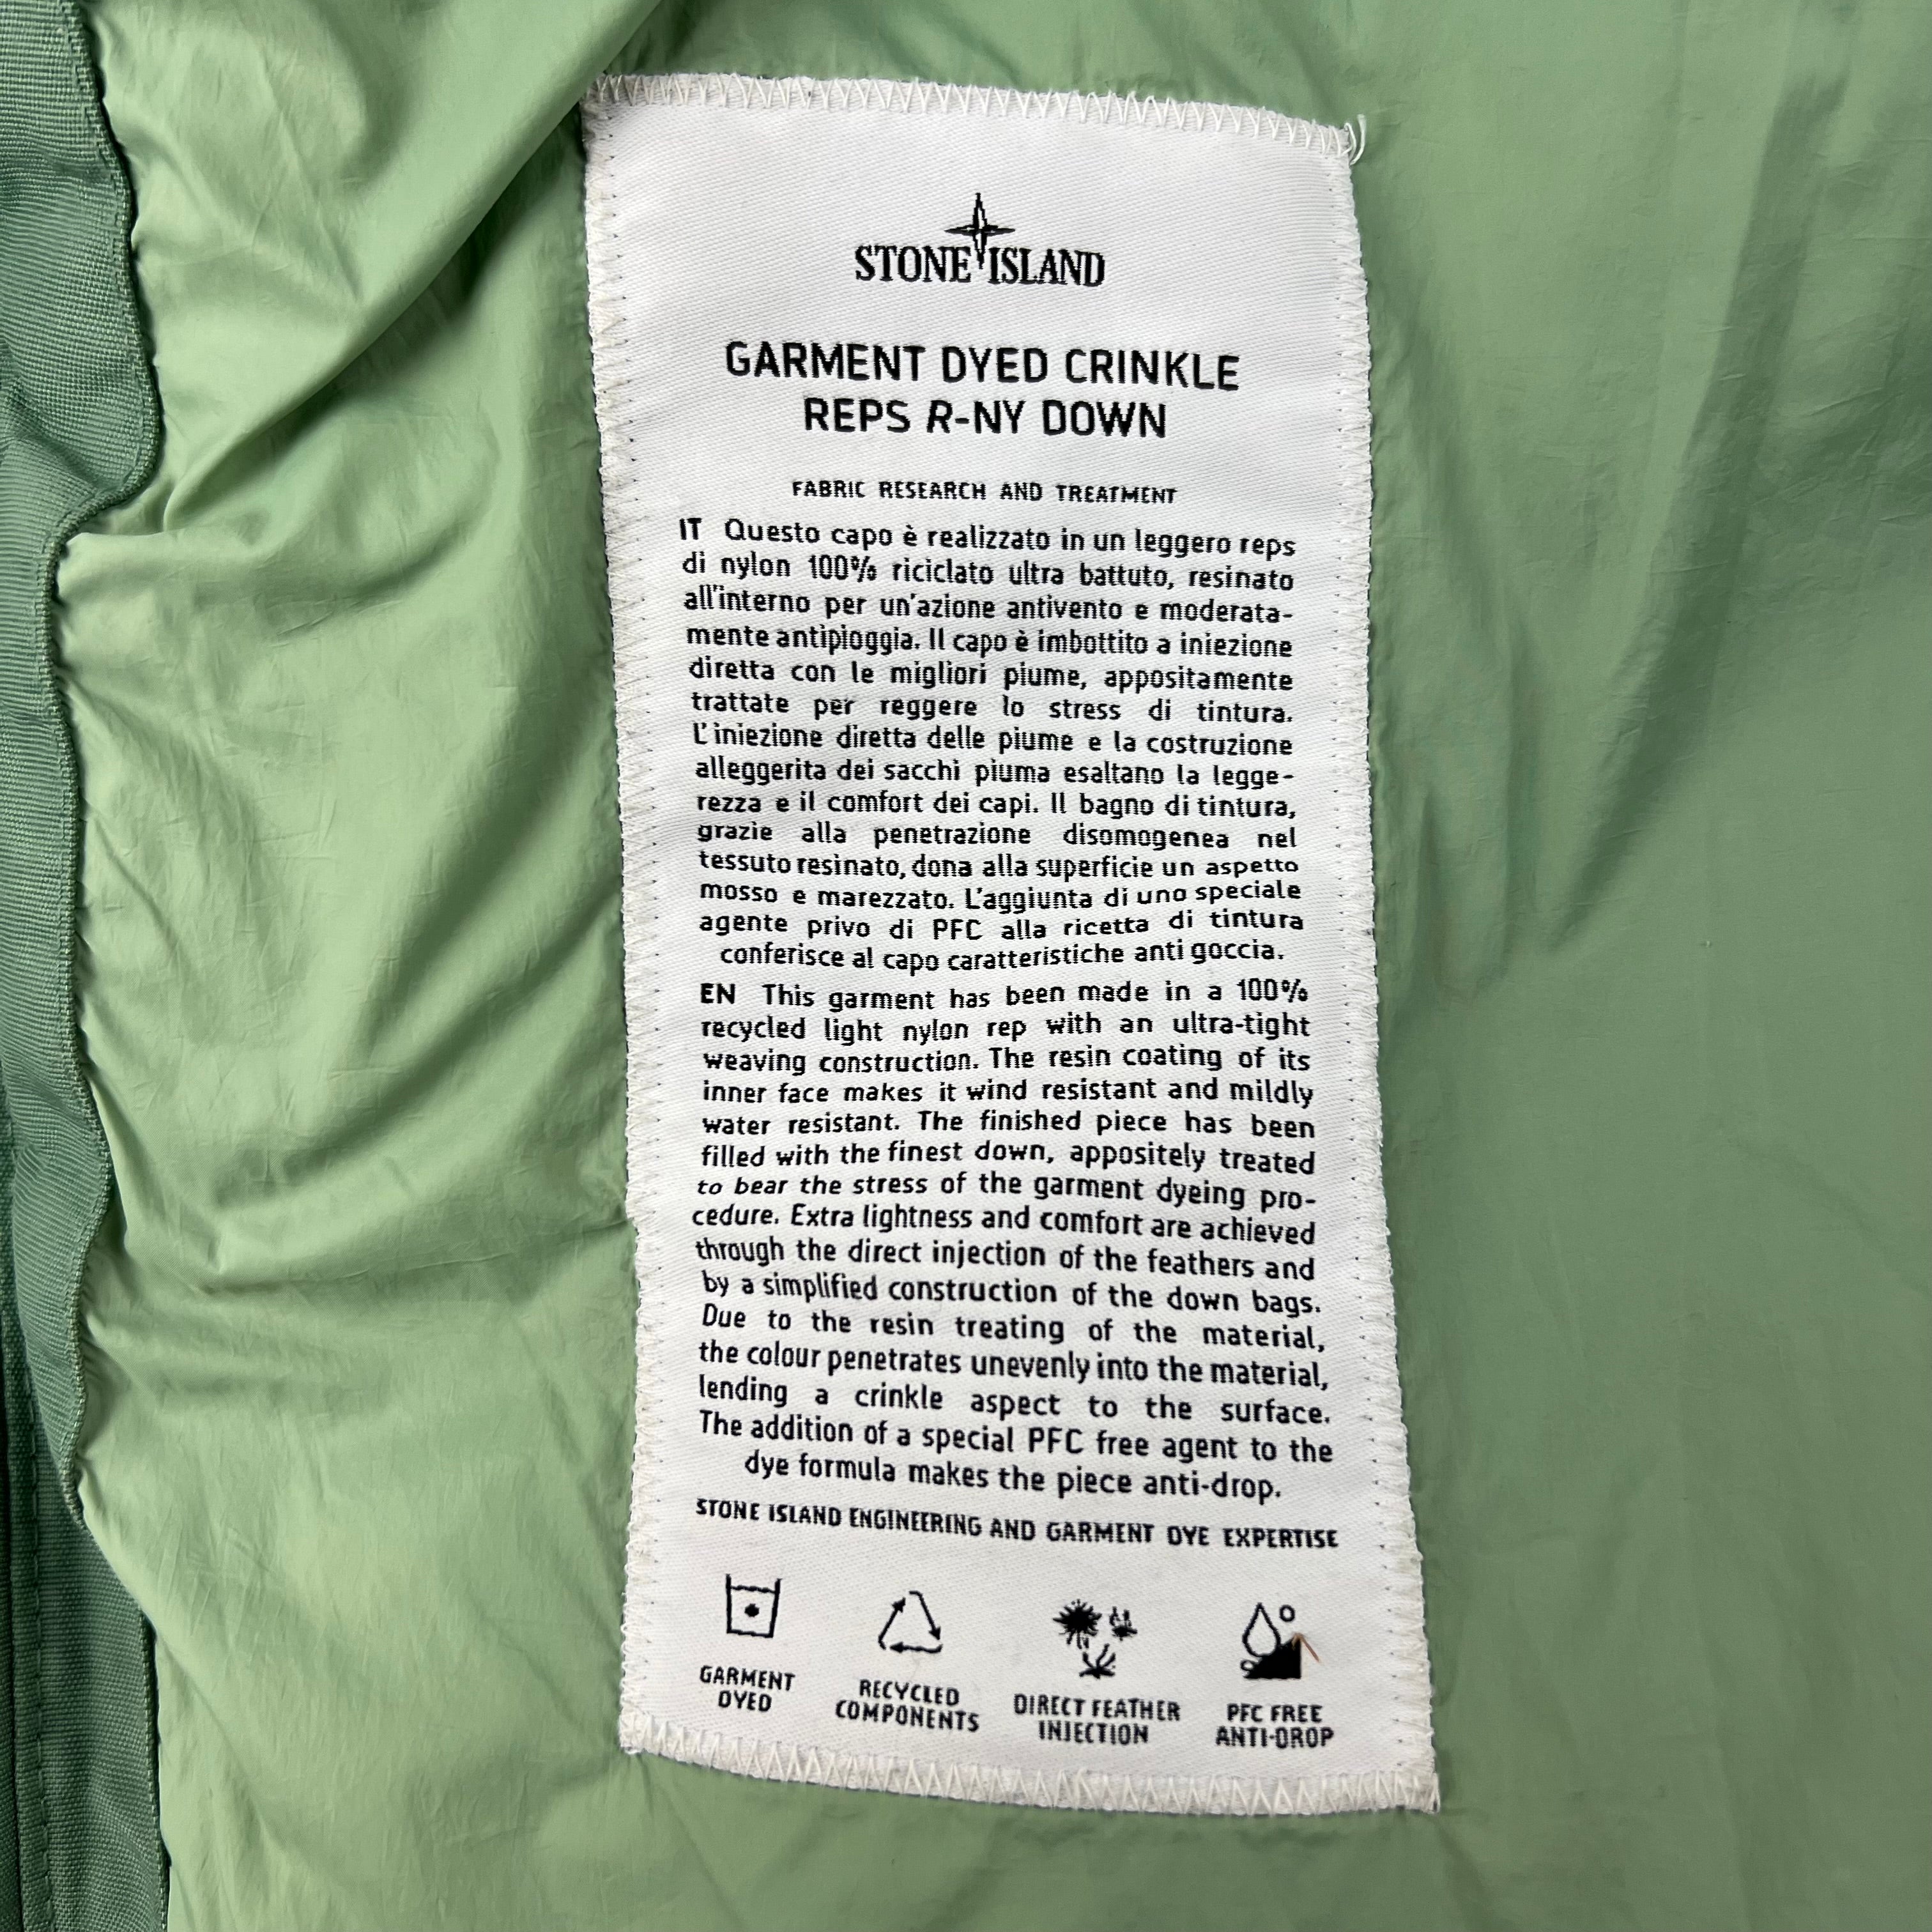 STONE ISLAND
GARMENT DYED CRINKLE
REPS R-NY DOWN
FABRIC RESEARCH AND TREATMENT
IT Questo capo è realizzato in un leggero reps
di nylon 100% riciclato ultra battuto, resinato
all'interno per un'azione antivento e moderata-
mente antipioggia. Il capo è imbottito a iniezione
diretta con le migliori piume, appositamente
trattate per reggere lo stress di tintura.
L'iniezione diretta delle piume e la costruzione
alleggerita dei sacchi piuma esaltano la legge-
rezza e il comfort dei capi. Il bagno di tintura,
grazie alla penetrazione disomogenea nel
tessuto resinato, dona alla superficie un aspetto
mosso e marezzato. L'aggiunta di uno speciale
agente privo di PFC alla ricetta di tintura
conferisce al capo caratteristiche anti goccia.
EN This garment has been made in a 100%
recycled light nylon rep with an ultra-tight
weaving construction. The resin coating of its
inner face makes it wind resistant and mildly
water resistant. The finished piece has been
filled with the finest down, appositely treated
to bear the stress of the garment dyeing pro-
cedure. Extra lightness and comfort are achieved
through the direct injection of the feathers and
by a simplified construction of the down bags.
Due to the resin treating of the material,
the colour penetrates unevenly into the material,
lending a crinkle aspect to the surface.
The addition of a special PFC free agent to the
dye formula makes the piece anti-drop.
STONE ISLAND ENGINEERING AND GARMENT DYE EXPERTISE
GARMENT
DYED
RECYCLED
COMPONENTS
DIRECT FEATHER
INJECTION
PFC FREE
ANTI-DROP